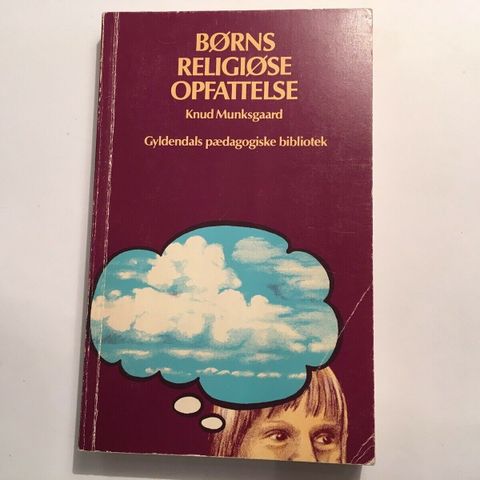 BØRNS
RELIGIØSE
OPFATTELSE
Knud Munksgaard
Gyldendals pædagogiske bibliotek